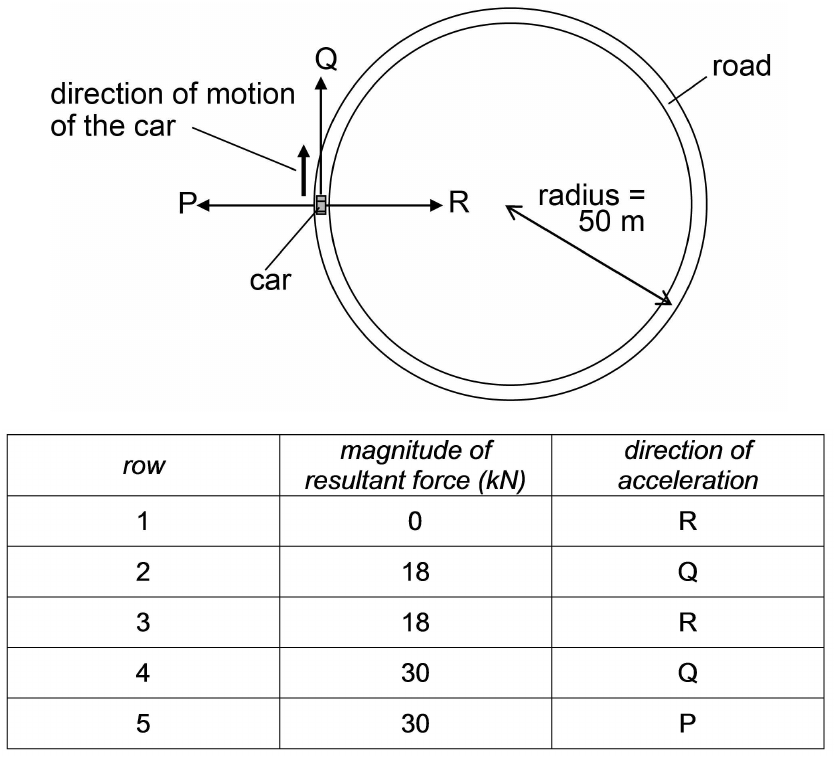 Q
road
direction of motion
of the car
P
R
radius =
50 m
car
row magnitude of resultant force (kN) direction of acceleration
1 0 R
2 18 Q
3 18 R
4 30 Q
5 30 P